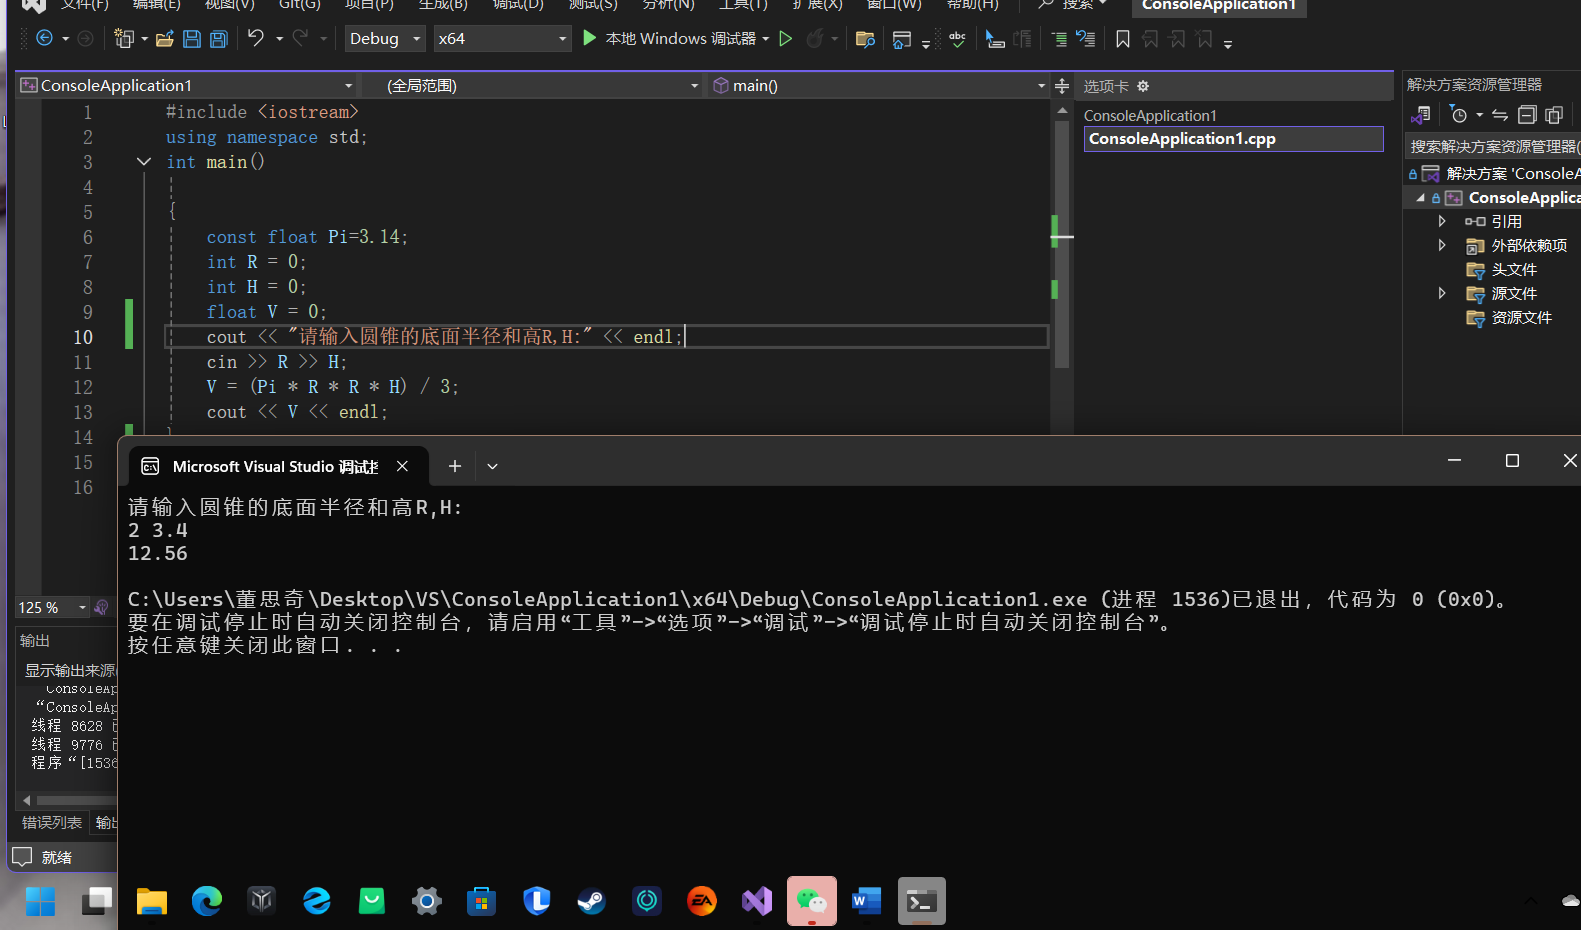 文件(F) 编辑(E) 视图(V) Git(G) 项目(P) 生成(B) 调试(D) 测试(S) 分析(N) 工具(T) 扩展(X) 窗口(W) 帮助(H) 搜索 ConsoleApplication1
Debug x64 本地 Windows 调试器
ConsoleApplication1 (全局范围) main()
1 #include <iostream>
2 using namespace std;
3 int main()
4
5 {
6 const float Pi=3.14;
7 int R = 0;
8 int H = 0;
9 float V = 0;
10 cout << "请输入圆锥的底面半径和高R,H:" << endl;
11 cin >> R >> H;
12 V = (Pi * R * R * H) / 3;
13 cout << V << endl;
14 }
15
16
选项卡
ConsoleApplication1
ConsoleApplication1.cpp
解决方案资源管理器
搜索解决方案资源管理器(
解决方案 'ConsoleA
ConsoleApplica
引用
外部依赖项
头文件
源文件
资源文件
125 %
输出
显示输出来源
ConsoleAp
“ConsoleAp
线程 8628
线程 9776
程序“[1536
错误列表 输出
就绪
Microsoft Visual Studio 调试
请输入圆锥的底面半径和高R,H:
2 3.4
12.56
C:\Users\董思奇\Desktop\VS\ConsoleApplication1\x64\Debug\ConsoleApplication1.exe (进程 1536)已退出，代码为 0 (0x0)。
要在调试停止时自动关闭控制台，请启用“工具”->“选项”->“调试”->“调试停止时自动关闭控制台”。
按任意键关闭此窗口. . .